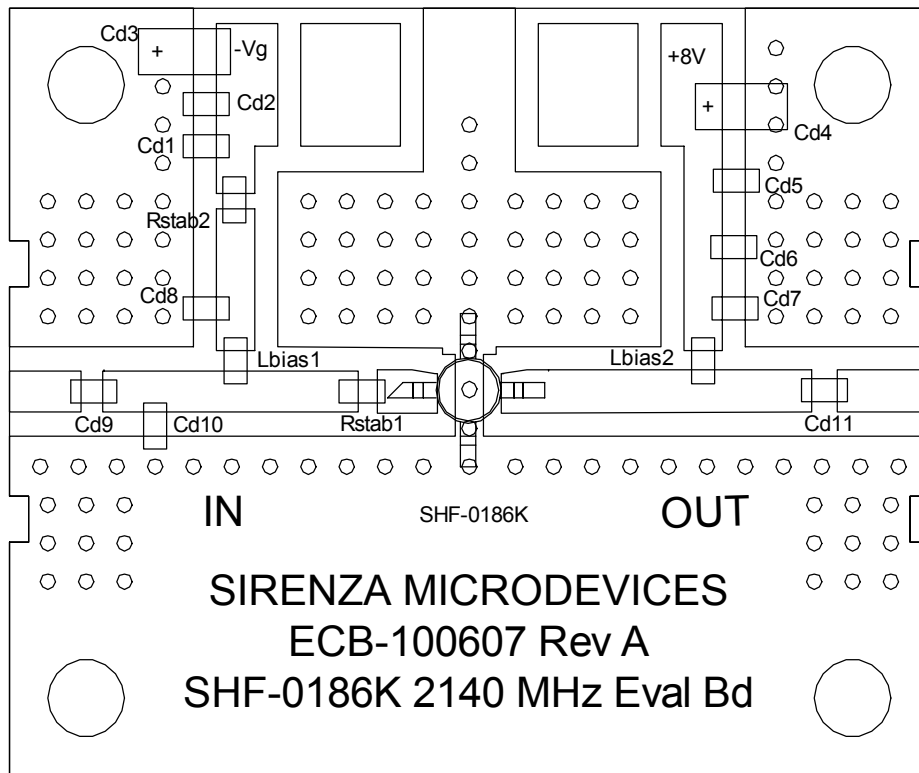 Cd3
+
-Vg
+8V
Cd2
+
Cd4
Cd1
Cd5
Rstab2
Cd6
Cd8
Cd7
Lbias1
Lbias2
Cd9
Cd10
Rstab1
Cd11
IN
SHF-0186K
OUT
SIRENZA MICRODEVICES
ECB-100607 Rev A
SHF-0186K 2140 MHz Eval Bd